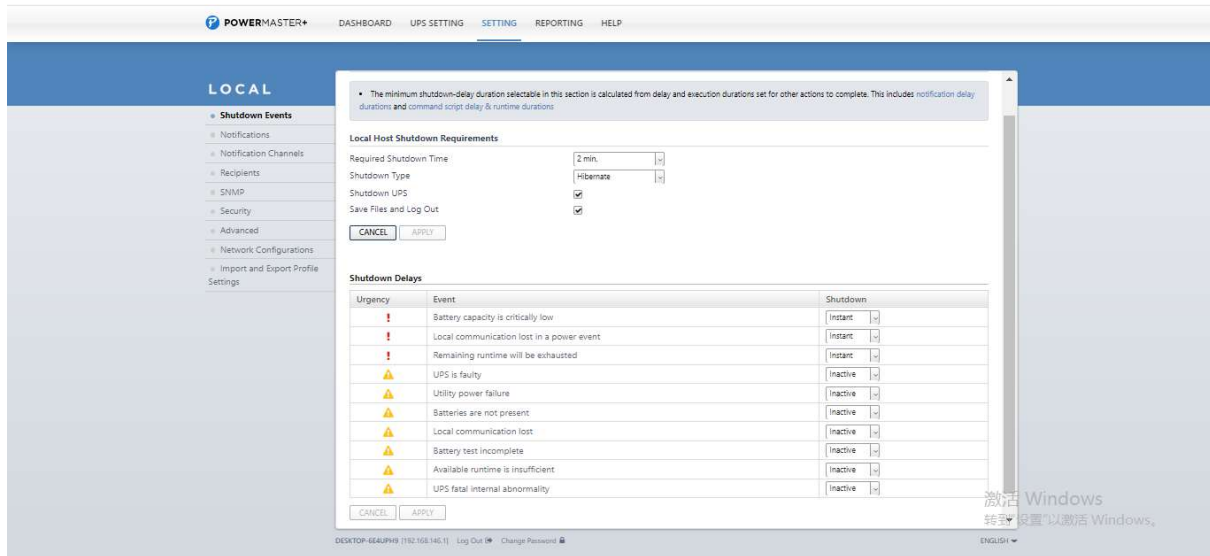 POWERMASTER+ DASHBOARD UPS SETTING SETTING REPORTING HELP
LOCAL
Shutdown Events
Notifications
Notification Channels
Recipients
SNMP
Security
Advanced
Network Configurations
Import and Export Profile
Settings
The minimum shutdown-delay duration selectable in this section is calculated from delay and execution durations set for other actions to complete. This includes notification delay
durations and command script delay & runtime durations
Local Host Shutdown Requirements
Required Shutdown Time 2 min.
Shutdown Type Hibernate
Shutdown UPS
Save Files and Log Out
CANCEL APPLY
Shutdown Delays
Urgency Event Shutdown
Battery capacity is critically low Instant
Local communication lost in a power event Instant
Remaining runtime will be exhausted Instant
UPS is faulty Inactive
Utility power failure Inactive
Batteries are not present Inactive
Local communication lost Inactive
Battery test incomplete Inactive
Available runtime is insufficient Inactive
UPS fatal internal abnormality Inactive
CANCEL APPLY
激活 Windows
转到"设置"以激活 Windows。
DESKTOP-6E4UPH9 [192.168.146.1] Log Out Change Password ENGLISH